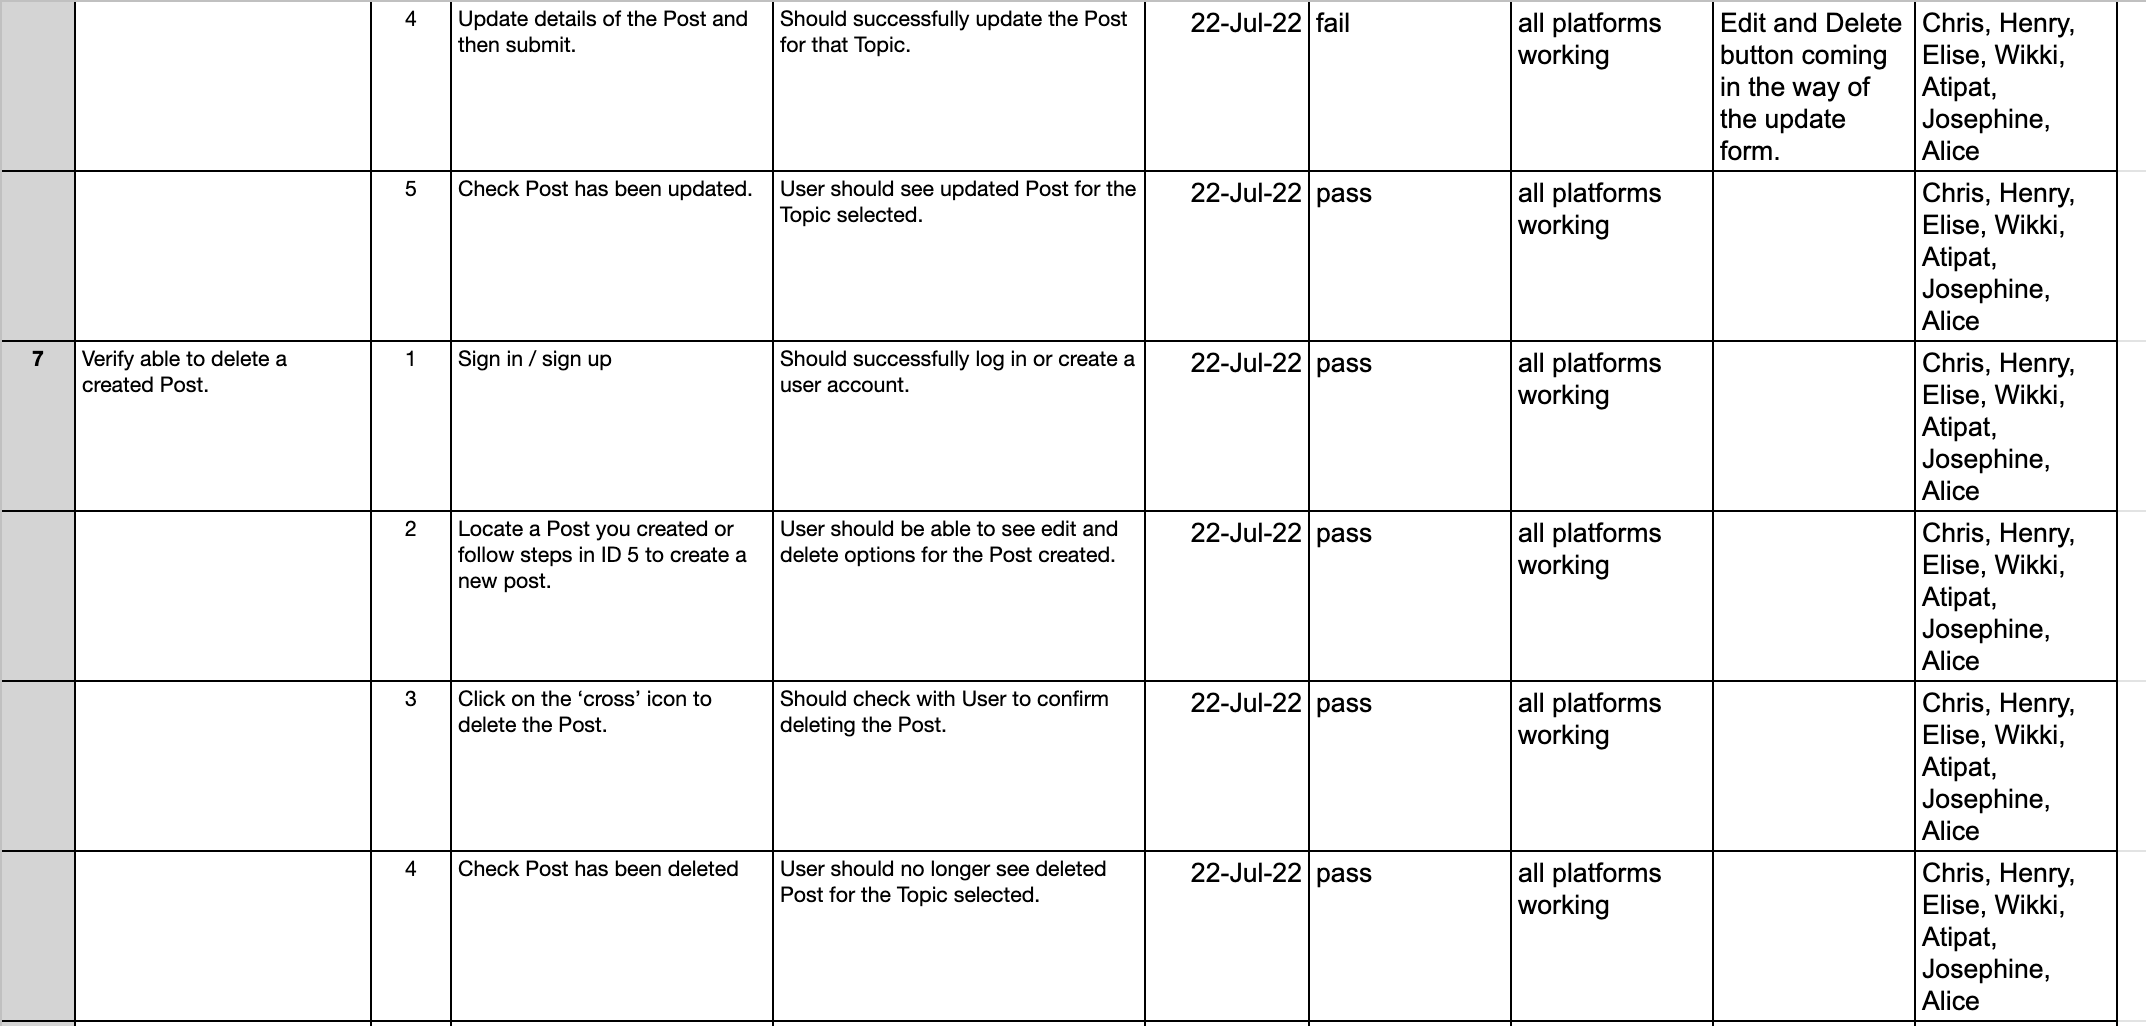 4 Update details of the Post and Should successfully update the Post 22-Jul-22 fail all platforms Edit and Delete Chris, Henry,
then submit. for that Topic. working button coming Elise, Wikki,
in the way of Atipat,
the update Josephine,
form. Alice
5 Check Post has been updated. User should see updated Post for the 22-Jul-22 pass all platforms Chris, Henry,
Topic selected. working Elise, Wikki,
Atipat,
Josephine,
Alice
7 Verify able to delete a 1 Sign in / sign up Should successfully log in or create a 22-Jul-22 pass all platforms Chris, Henry,
created Post. user account. working Elise, Wikki,
Atipat,
Josephine,
Alice
2 Locate a Post you created or User should be able to see edit and 22-Jul-22 pass all platforms Chris, Henry,
follow steps in ID 5 to create a delete options for the Post created. working Elise, Wikki,
new post. Atipat,
Josephine,
Alice
3 Click on the ‘cross’ icon to Should check with User to confirm 22-Jul-22 pass all platforms Chris, Henry,
delete the Post. deleting the Post. working Elise, Wikki,
Atipat,
Josephine,
Alice
4 Check Post has been deleted User should no longer see deleted 22-Jul-22 pass all platforms Chris, Henry,
Post for the Topic selected. working Elise, Wikki,
Atipat,
Josephine,
Alice